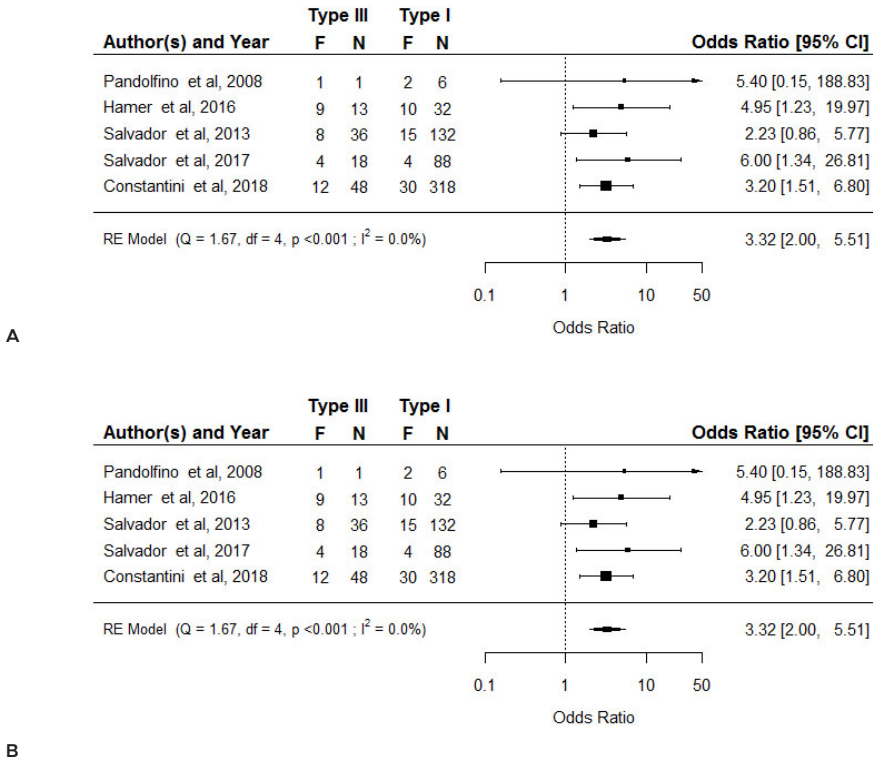 Type III Type I
Author(s) and Year F N F N Odds Ratio [95% CI]
Pandolfino et al, 2008 1 1 2 6 5.40 [0.15, 188.83]
Hamer et al, 2016 9 13 10 32 4.95 [1.23, 19.97]
Salvador et al, 2013 8 36 15 132 2.23 [0.86, 5.77]
Salvador et al, 2017 4 18 4 88 6.00 [1.34, 26.81]
Constantini et al, 2018 12 48 30 318 3.20 [1.51, 6.80]
RE Model (Q = 1.67, df = 4, p <0.001 ; I² = 0.0%) 3.32 [2.00, 5.51]
0.1 1 10 50
Odds Ratio
A
Type III Type I
Author(s) and Year F N F N Odds Ratio [95% CI]
Pandolfino et al, 2008 1 1 2 6 5.40 [0.15, 188.83]
Hamer et al, 2016 9 13 10 32 4.95 [1.23, 19.97]
Salvador et al, 2013 8 36 15 132 2.23 [0.86, 5.77]
Salvador et al, 2017 4 18 4 88 6.00 [1.34, 26.81]
Constantini et al, 2018 12 48 30 318 3.20 [1.51, 6.80]
RE Model (Q = 1.67, df = 4, p <0.001 ; I² = 0.0%) 3.32 [2.00, 5.51]
0.1 1 10 50
Odds Ratio
B